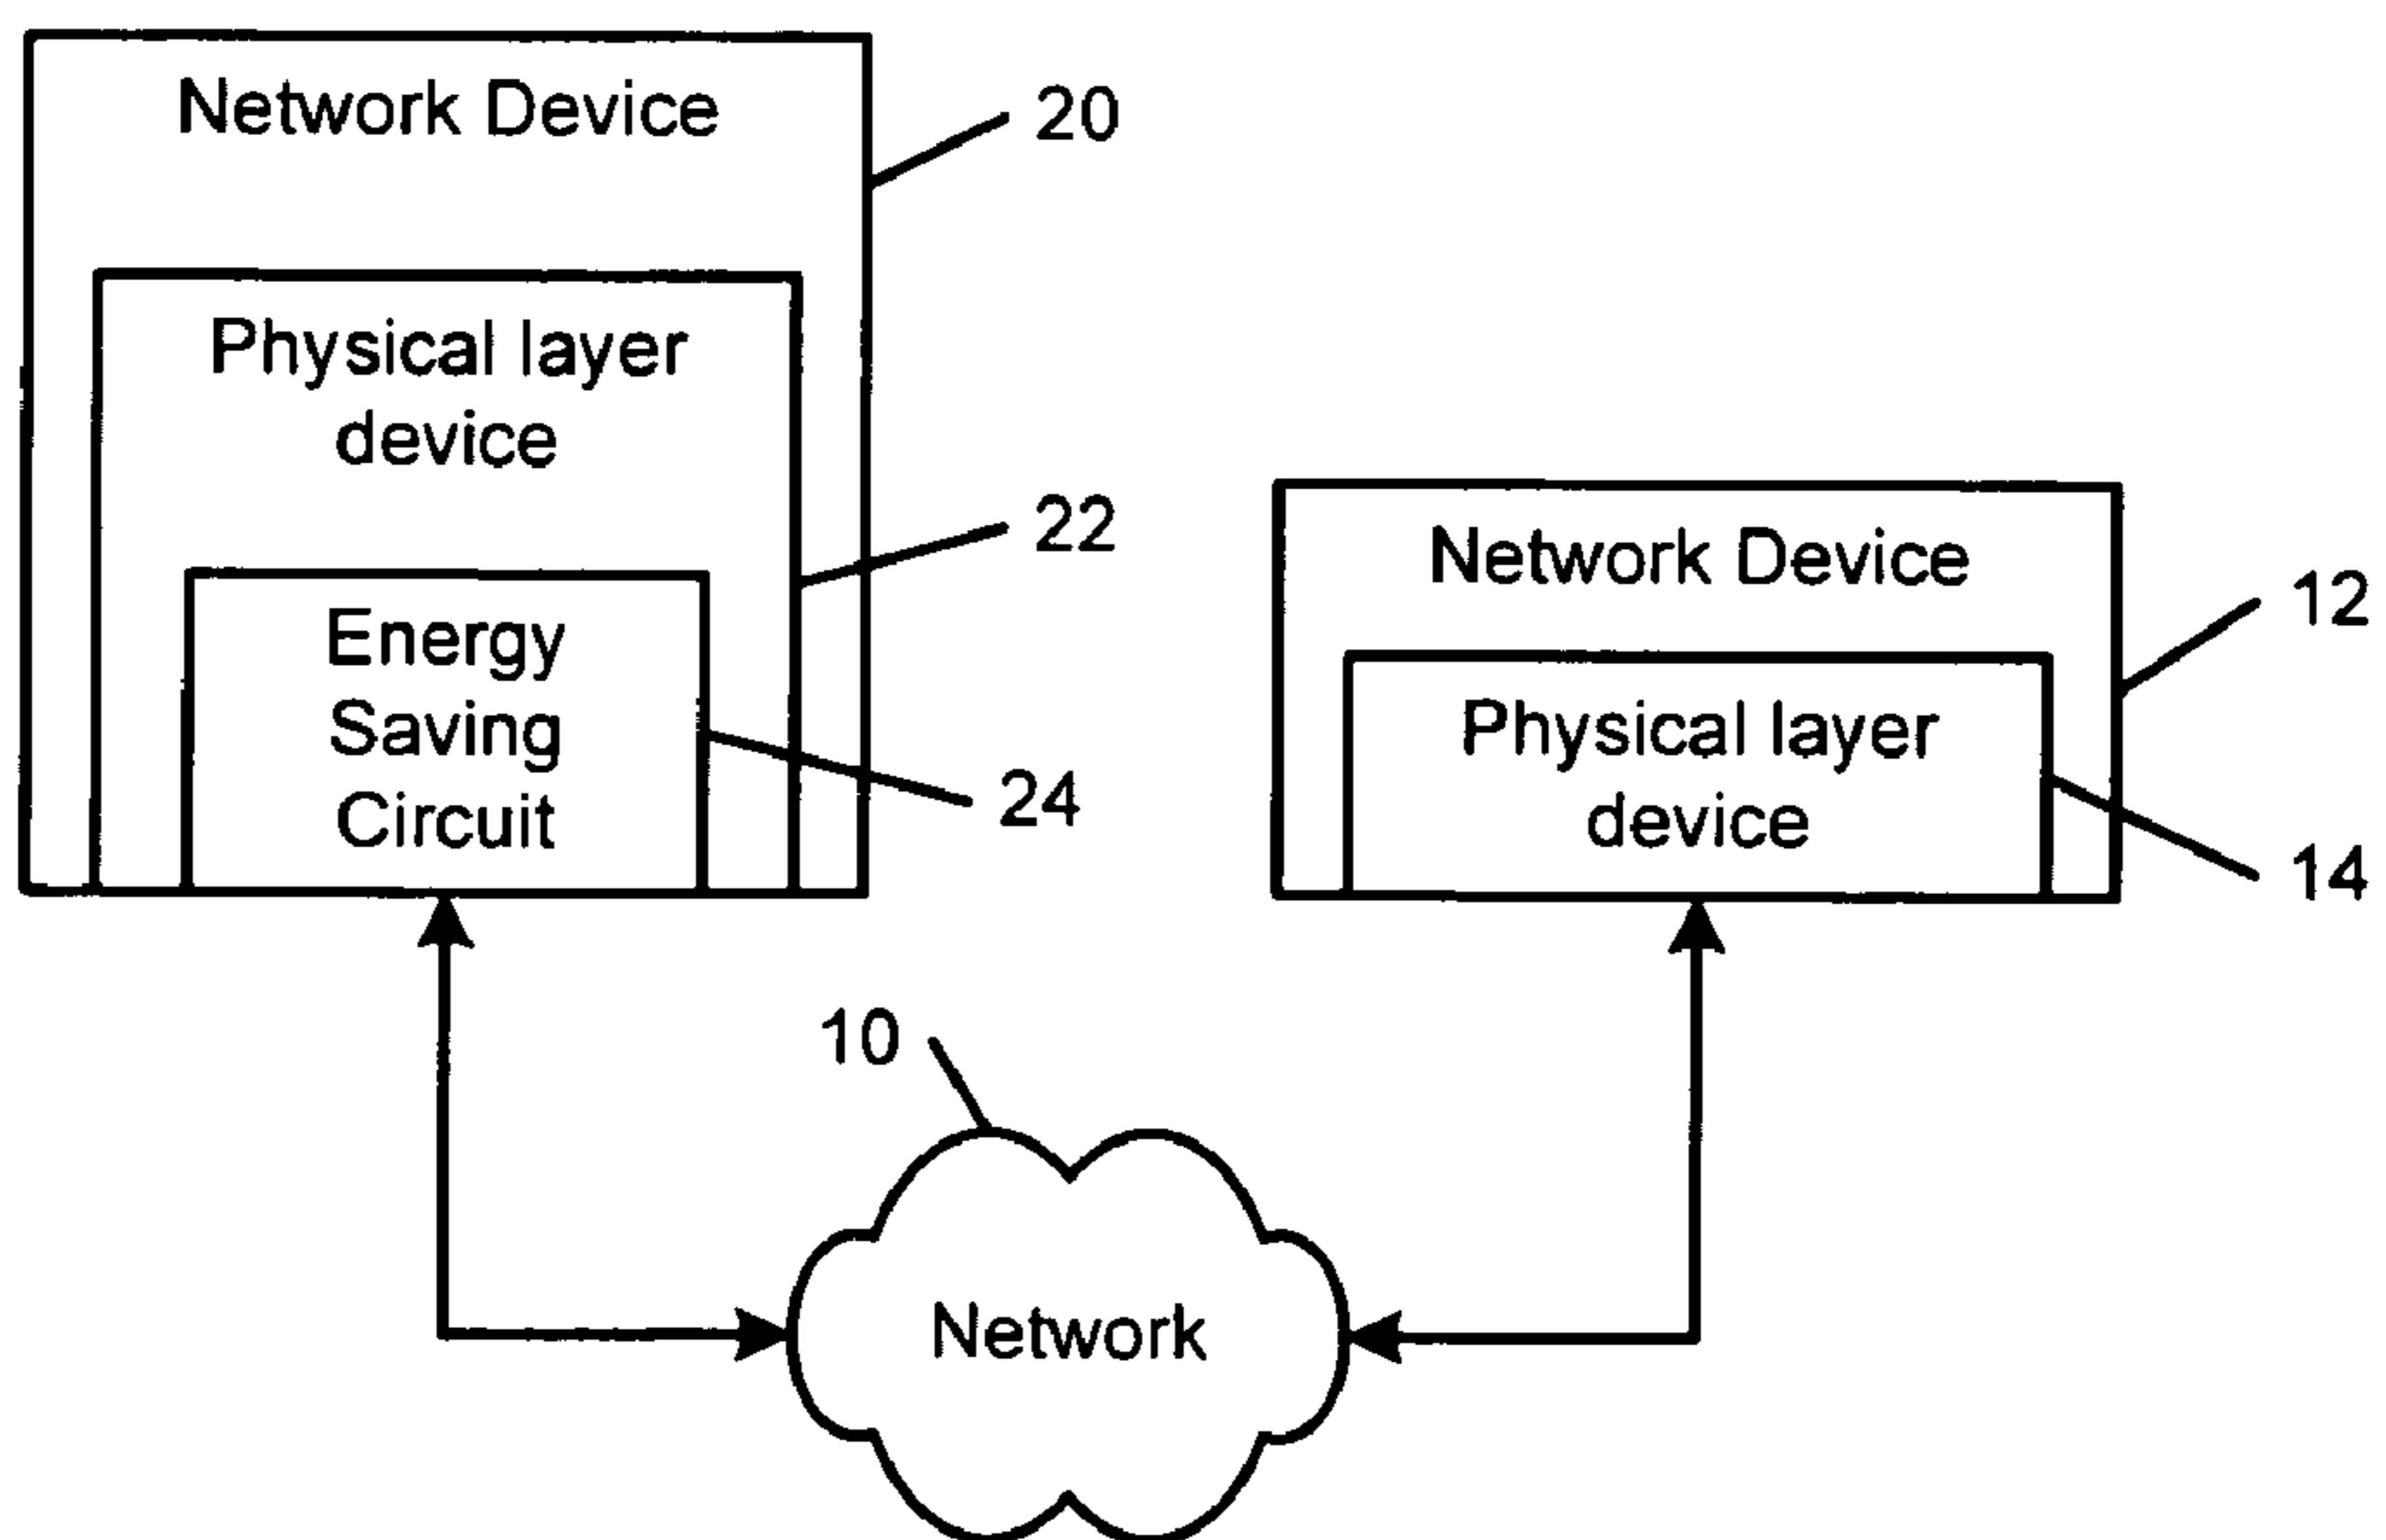 Network Device
20
Physical layer
device
22
Energy
Saving
Circuit
24
Network Device
12
Physical layer
device
14
10
Network